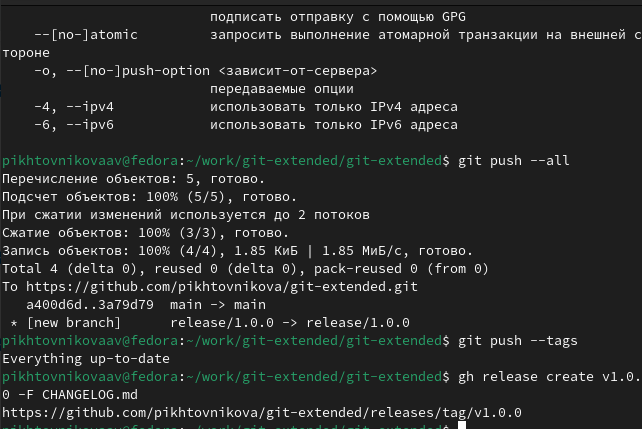 подписать отправку с помощью GPG
--[no-]atomic запросить выполнение атомарной транзакции на внешней с
тороне
-o, --[no-]push-option <зависит-от-сервера>
передаваемые опции
-4, --ipv4 использовать только IPv4 адреса
-6, --ipv6 использовать только IPv6 адреса
pikhtovnikovaav@fedora:~/work/git-extended/git-extended$ git push --all
Перечисление объектов: 5, готово.
Подсчет объектов: 100% (5/5), готово.
При сжатии изменений используется до 2 потоков
Сжатие объектов: 100% (3/3), готово.
Запись объектов: 100% (4/4), 1.85 КиБ | 1.85 МиБ/с, готово.
Total 4 (delta 0), reused 0 (delta 0), pack-reused 0 (from 0)
To https://github.com/pikhtovnikova/git-extended.git
a400d6d..3a79d79 main -> main
* [new branch] release/1.0.0 -> release/1.0.0
pikhtovnikovaav@fedora:~/work/git-extended/git-extended$ git push --tags
Everything up-to-date
pikhtovnikovaav@fedora:~/work/git-extended/git-extended$ gh release create v1.0.
0 -F CHANGELOG.md
https://github.com/pikhtovnikova/git-extended/releases/tag/v1.0.0
pikhtovnikovaav@fedora:~/work/git-extended/git-extended$